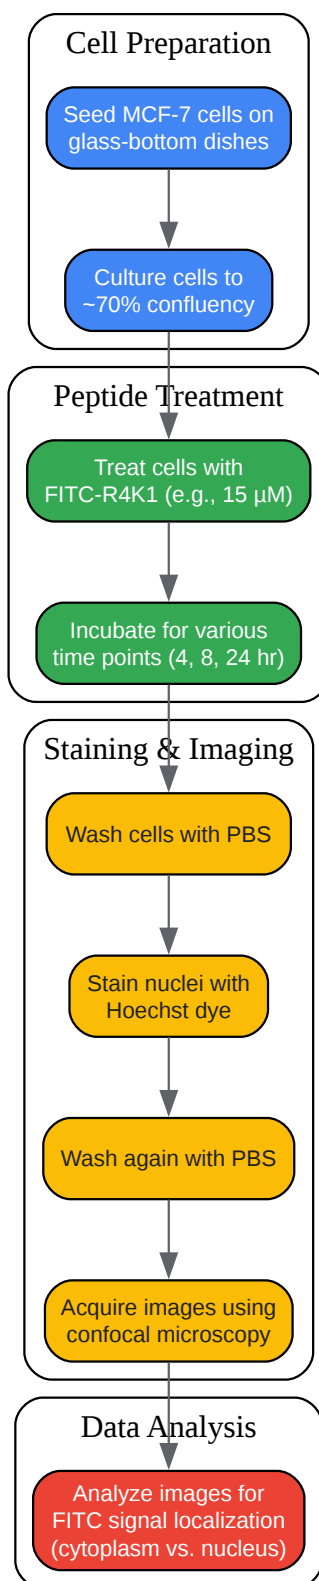 Cell Preparation
Seed MCF-7 cells on
glass-bottom dishes
Culture cells to
~70% confluency
Peptide Treatment
Treat cells with
FITC-R4K1 (e.g., 15 µM)
Incubate for various
time points (4, 8, 24 hr)
Staining & Imaging
Wash cells with PBS
Stain nuclei with
Hoechst dye
Wash again with PBS
Acquire images using
confocal microscopy
Data Analysis
Analyze images for
FITC signal localization
(cytoplasm vs. nucleus)